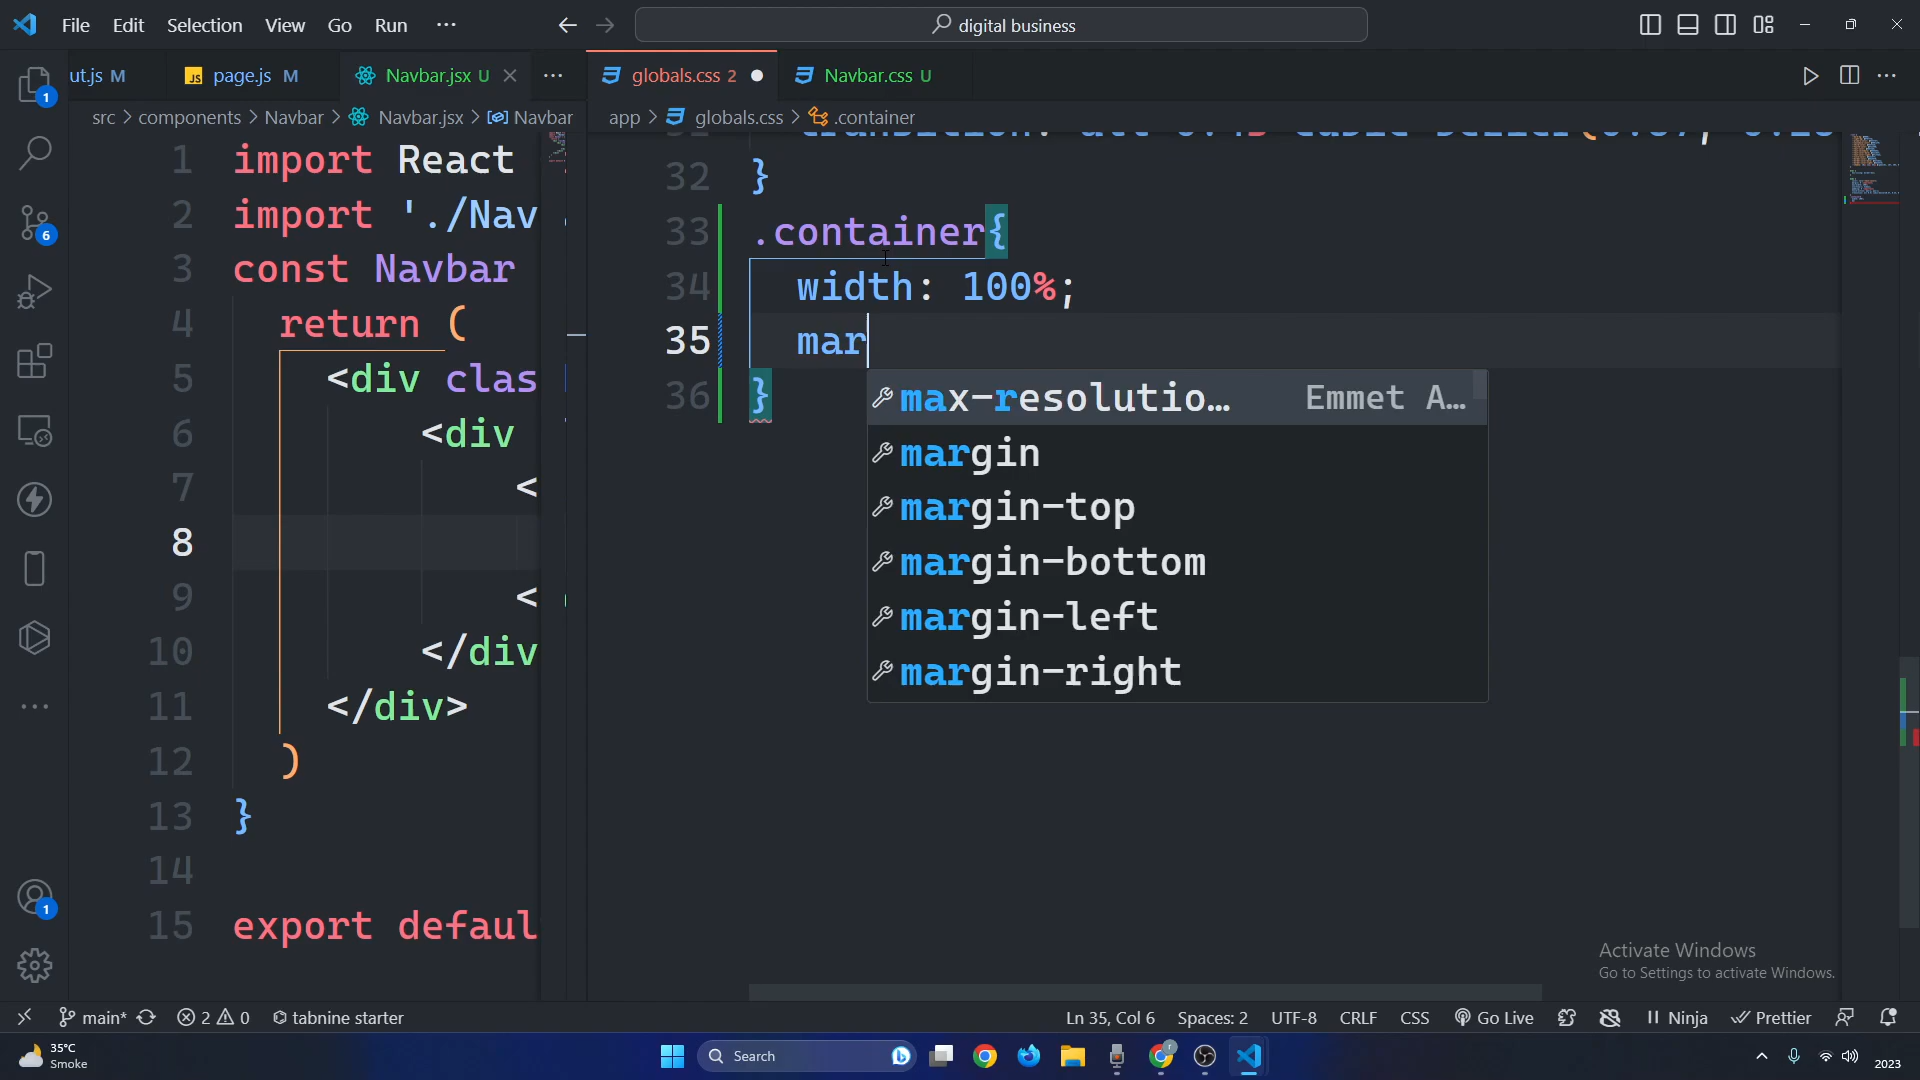 File Edit Selection View Go Run ···
digital business
ut.js M page.js M Navbar.jsx U
globals.css 2 Navbar.css U
src > components > Navbar > Navbar.jsx > Navbar
app > globals.css > .container
1 import React
2 import './Nav
3 const Navbar
4 return (
5 <div clas
6 <div
7 <
8
9 <
10 </div
11 </div>
12 )
13 }
14
15 export defaul
32 }
33 .container{
34 width: 100%;
35 mar
36 }
max-resolutio… Emmet A…
margin
margin-top
margin-bottom
margin-left
margin-right
1
6
1
Activate Windows
Go to Settings to activate Windows.
main* 2 0 tabnine starter
Ln 35, Col 6 Spaces: 2 UTF-8 CRLF CSS Go Live Ninja Prettier
35°C
Smoke
Search
2023